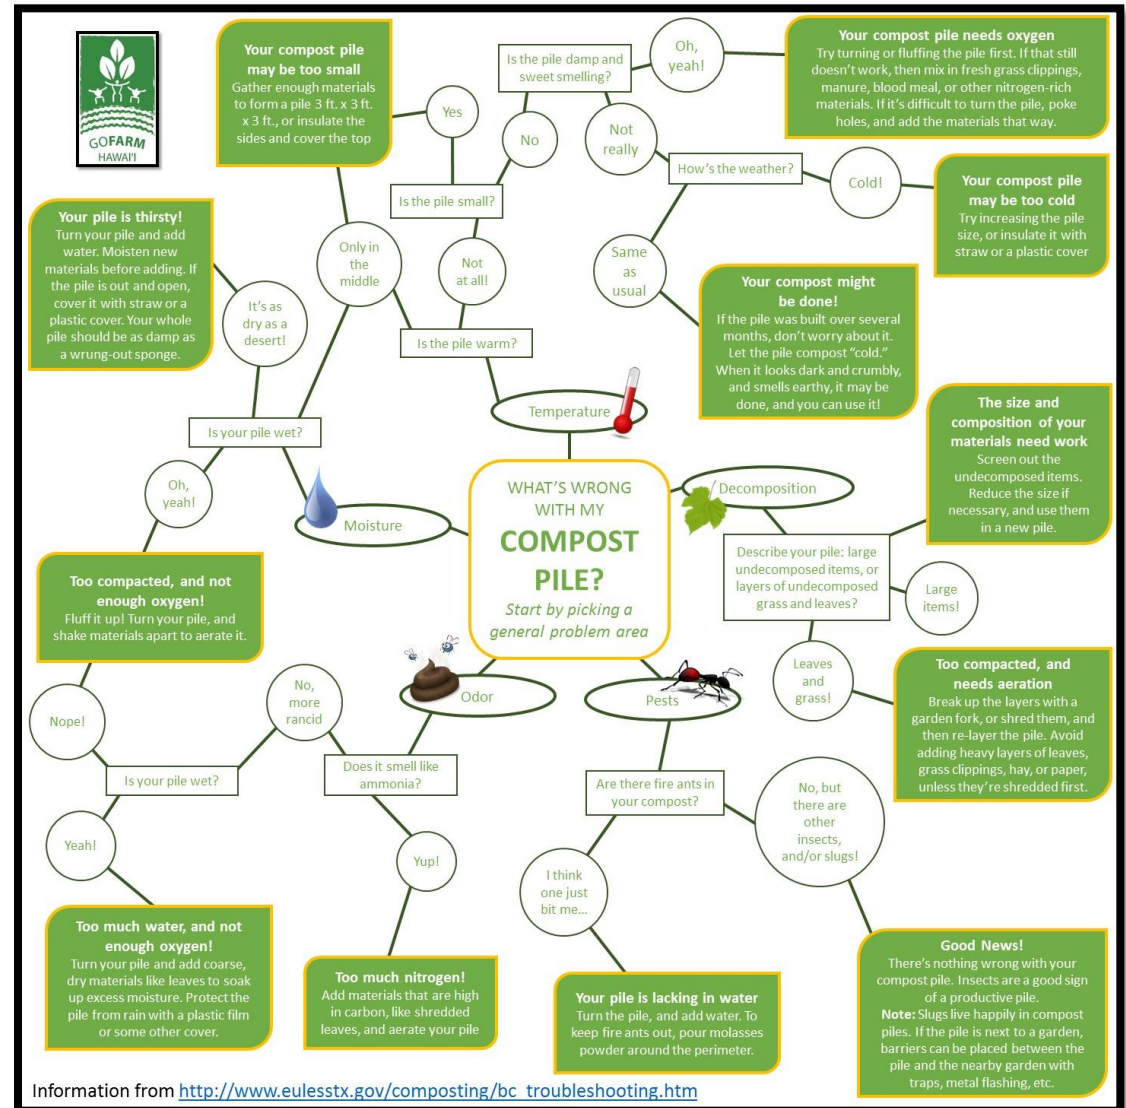 GOFARM
HAWAI'I
Your compost pile
may be too small
Gather enough materials
to form a pile 3 ft. x 3 ft.
x 3 ft., or insulate the
sides and cover the top
Yes
Is the pile damp and
sweet smelling?
Oh,
yeah!
Your compost pile needs oxygen
Try turning or fluffing the pile first. If that still
doesn't work, then mix in fresh grass clippings,
manure, blood meal, or other nitrogen-rich
materials. If it's difficult to turn the pile, poke
holes, and add the materials that way.
No
Not
really
How's the weather?
Cold!
Your compost pile
may be too cold
Try increasing the pile
size, or insulate it with
straw or a plastic cover
Is the pile small?
Your pile is thirsty!
Turn your pile and add
water. Moisten new
materials before adding. If
the pile is out and open,
cover it with straw or a
plastic cover. Your whole
pile should be as damp as
a wrung-out sponge.
Only in
the
middle
Not
at all!
Same
as
usual
Your compost might
be done!
If the pile was built over several
months, don't worry about it.
Let the pile compost "cold."
When it looks dark and crumbly,
and smells earthy, it may be
done, and you can use it!
It's as
dry as a
desert!
Is the pile warm?
Temperature
Is your pile wet?
The size and
composition of your
materials need work
Screen out the
undecomposed items.
Reduce the size if
necessary, and use them
in a new pile.
Oh,
yeah!
Moisture
WHAT'S WRONG
WITH MY
COMPOST
PILE?
Start by picking a
general problem area
Decomposition
Describe your pile: large
undecomposed items, or
layers of undecomposed
grass and leaves?
Large
items!
Too compacted, and not
enough oxygen!
Fluff it up! Turn your pile, and
shake materials apart to aerate it.
Leaves
and
grass!
Too compacted, and
needs aeration
Break up the layers with a
garden fork, or shred them, and
then re-layer the pile. Avoid
adding heavy layers of leaves,
grass clippings, hay, or paper,
unless they're shredded first.
Nope!
No,
more
rancid
Odor
Pests
Is your pile wet?
Does it smell like
ammonia?
Are there fire ants in
your compost?
No, but
there are
other
insects,
and/or slugs!
Yeah!
Yup!
I think
one just
bit me...
Too much water, and not
enough oxygen!
Turn your pile and add coarse,
dry materials like leaves to soak
up excess moisture. Protect the
pile from rain with a plastic film
or some other cover.
Too much nitrogen!
Add materials that are high
in carbon, like shredded
leaves, and aerate your pile
Your pile is lacking in water
Turn the pile, and add water. To
keep fire ants out, pour molasses
powder around the perimeter.
Good News!
There's nothing wrong with your
compost pile. Insects are a good sign
of a productive pile.
Note: Slugs live happily in compost
piles. If the pile is next to a garden,
barriers can be placed between the
pile and the nearby garden with
traps, metal flashing, etc.
Information from http://www.eulesstx.gov/composting/bc_troubleshooting.htm